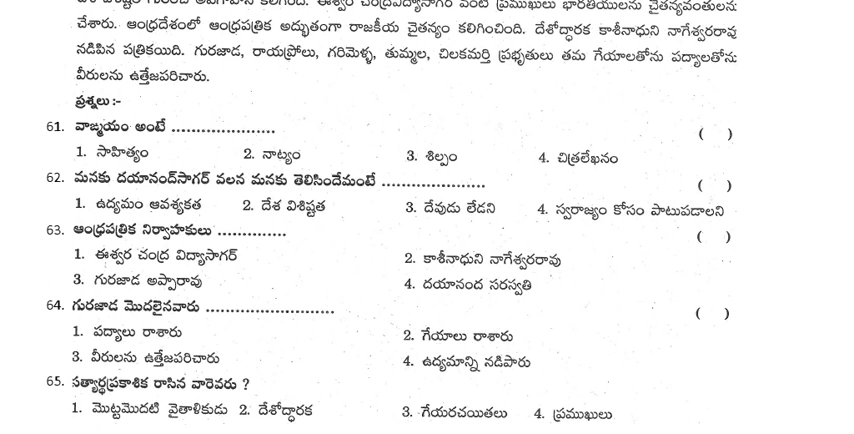 చేశారు. ఆంధ్రదేశంలో ఆంధ్రపత్రిక అద్భుతంగా రాజకీయ చైతన్యం కలిగించింది. దేశోద్ధారక కాశీనాధుని నాగేశ్వరరావు
నడిపిన పత్రికయిది. గురజాడ, రాయప్రోలు, గరిమెళ్ళ, తుమ్మల, చిలకమర్తి ప్రభృతులు తమ గేయాలతోను పద్యాలతోను
వీరులను ఉత్తేజపరిచారు.
ప్రశ్నలు :-
61. వాఙ్మయం అంటే ..................... ( )
1. సాహిత్యం 2. నాట్యం 3. శిల్పం 4. చిత్రలేఖనం
62. మనకు దయానంద్‌సాగర్ వలన మనకు తెలిసిందేమంటే ..................... ( )
1. ఉద్యమం ఆవశ్యకత 2. దేశ విశిష్టత 3. దేవుడు లేడని 4. స్వరాజ్యం కోసం పాటుపడాలని
63. ఆంధ్రపత్రిక నిర్వాహకులు .............. ( )
1. ఈశ్వర చంద్ర విద్యాసాగర్ 2. కాశీనాధుని నాగేశ్వరరావు
3. గురజాడ అప్పారావు 4. దయానంద సరస్వతి
64. గురజాడ మొదలైనవారు .......................... ( )
1. పద్యాలు రాశారు 2. గేయాలు రాశారు
3. వీరులను ఉత్తేజపరిచారు 4. ఉద్యమాన్ని నడిపారు
65. సత్యార్థప్రకాశిక రాసిన వారెవరు ?
1. మొట్టమొదటి వైతాళికుడు 2. దేశోద్ధారక 3. గేయరచయితలు 4. ప్రముఖులు